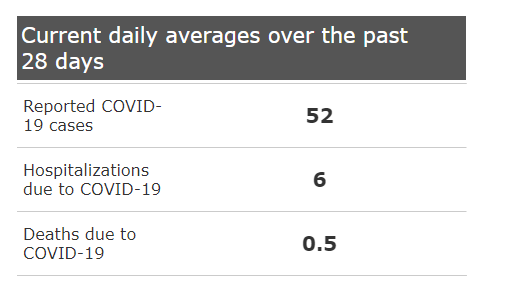 Current daily averages over the past
28 days
Reported COVID-
19 cases
52
Hospitalizations
due to COVID-19
6
Deaths due to
COVID-19
0.5